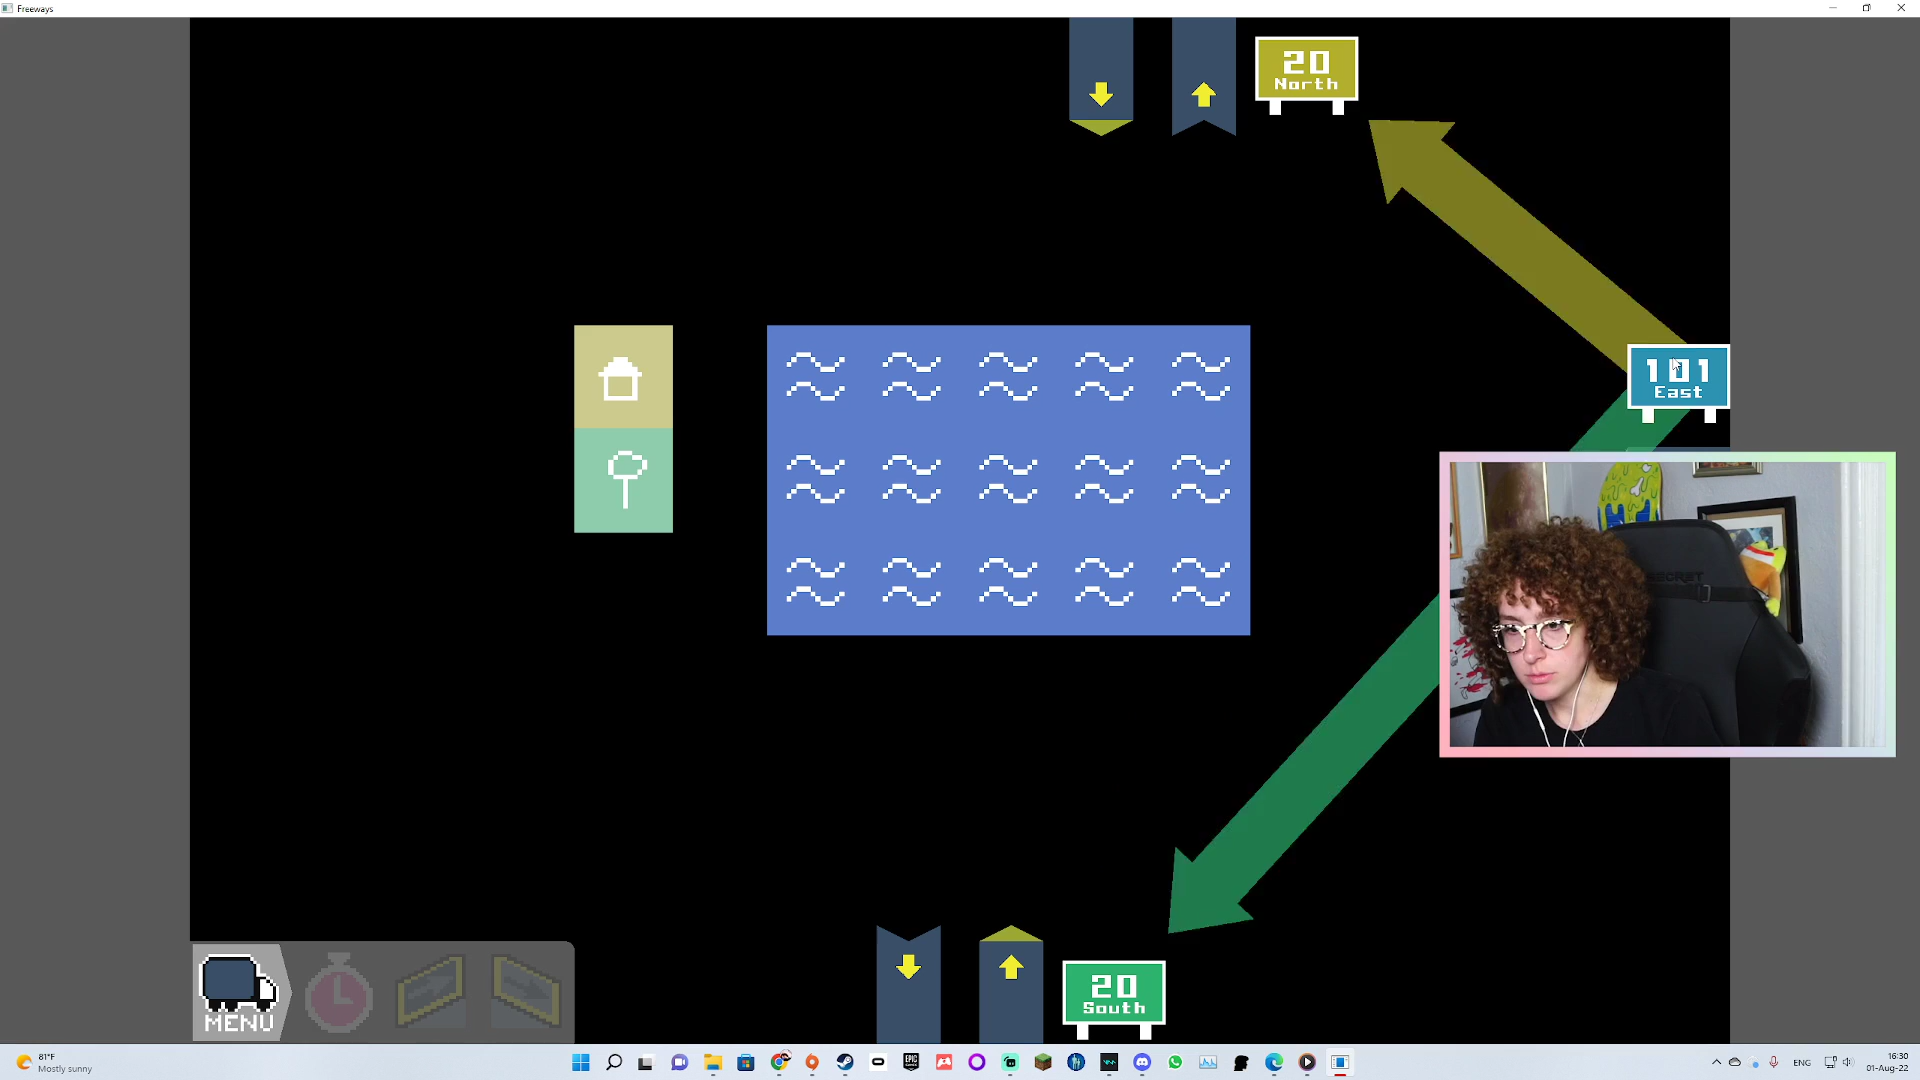 Freeways
20
North
101
East
20
South
MENU
81°F
Mostly sunny
ENG
16:30
01-Aug-22